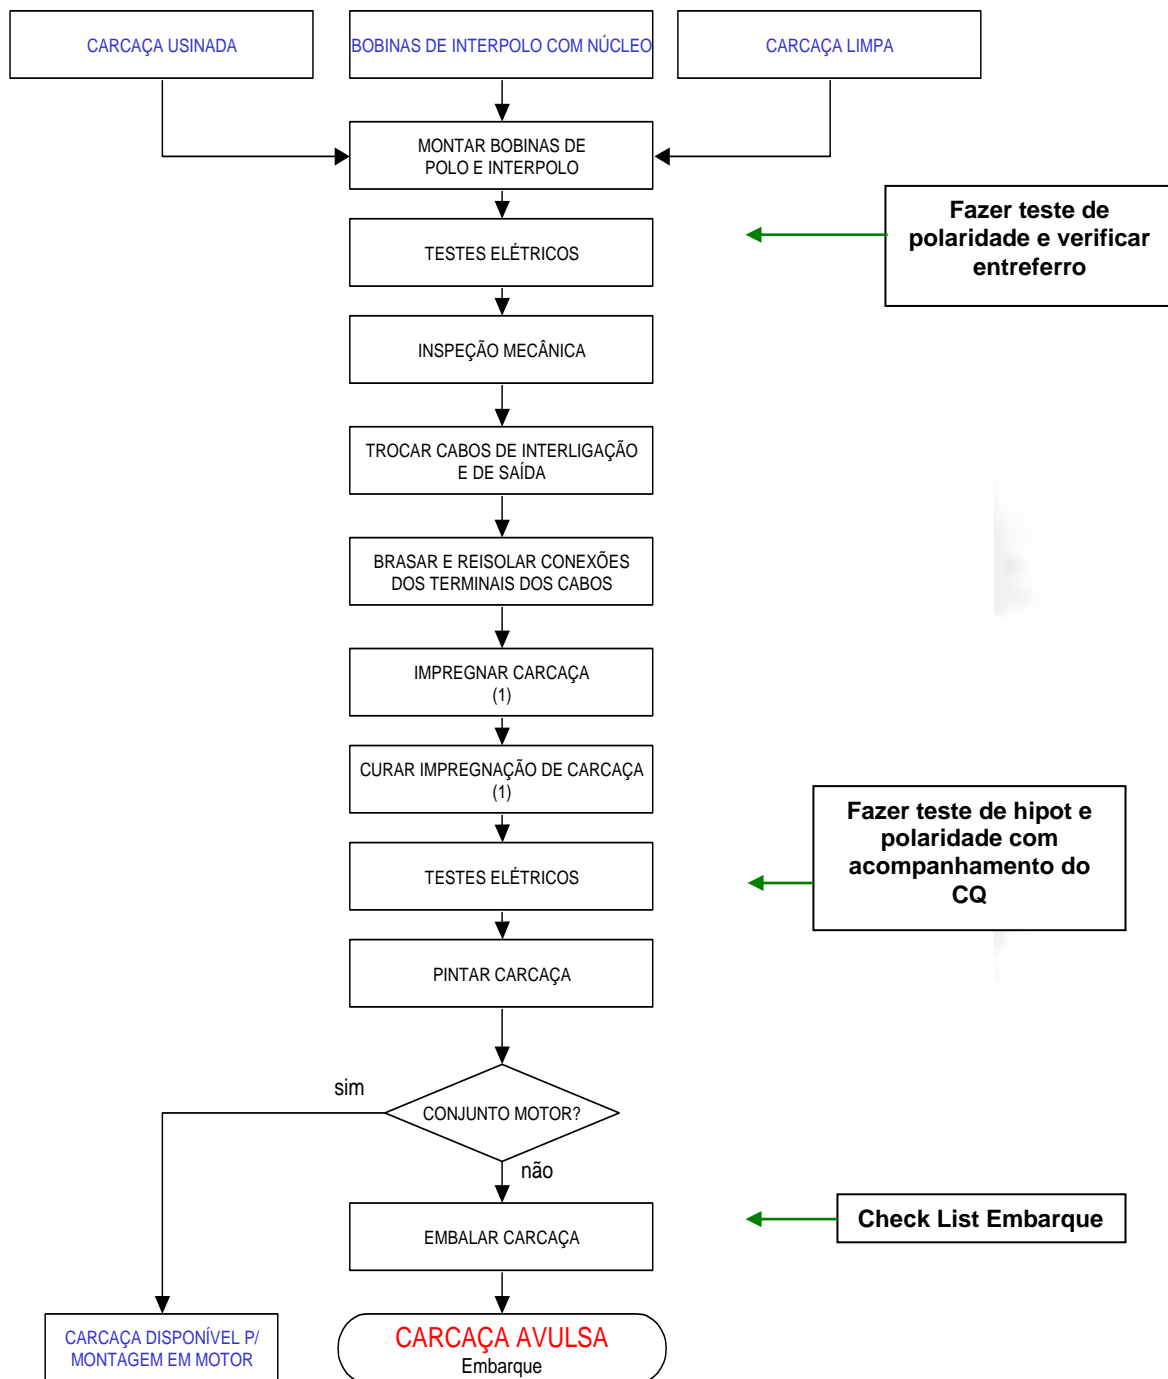 CARCAÇA USINADA
BOBINAS DE INTERPOLO COM NÚCLEO
CARCAÇA LIMPA
MONTAR BOBINAS DE
POLO E INTERPOLO
Fazer teste de
polaridade e verificar
entreferro
TESTES ELÉTRICOS
INSPEÇÃO MECÂNICA
TROCAR CABOS DE INTERLIGAÇÃO
E DE SAÍDA
BRASAR E REISOLAR CONEXÕES
DOS TERMINAIS DOS CABOS
IMPREGNAR CARCAÇA
(1)
CURAR IMPREGNAÇÃO DE CARCAÇA
(1)
Fazer teste de hipot e
polaridade com
acompanhamento do
CQ
TESTES ELÉTRICOS
PINTAR CARCAÇA
sim
CONJUNTO MOTOR?
não
EMBALAR CARCAÇA
Check List Embarque
CARCAÇA DISPONÍVEL P/
MONTAGEM EM MOTOR
CARCAÇA AVULSA
Embarque